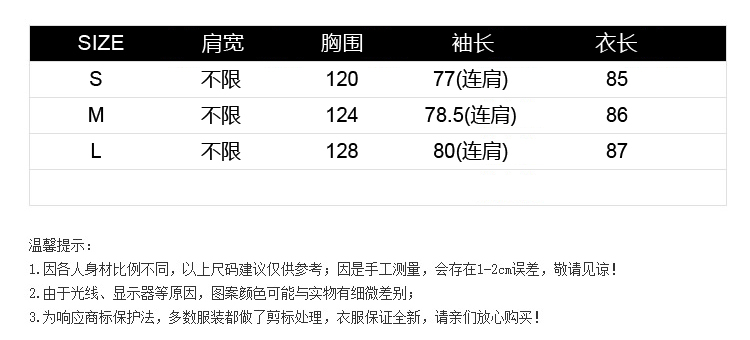 SIZE 肩宽 胸围 袖长 衣长
S 不限 120 77(连肩) 85
M 不限 124 78.5(连肩) 86
L 不限 128 80(连肩) 87
温馨提示:
1.因各人身材比例不同，以上尺码建议仅供参考；因是手工测量，会存在1-2cm误差，敬请见谅!
2.由于光线、显示器等原因，图案颜色可能与实物有细微差别；
3.为响应商标保护法，多数服装都做了剪标处理，衣服保证全新，请亲们放心购买!